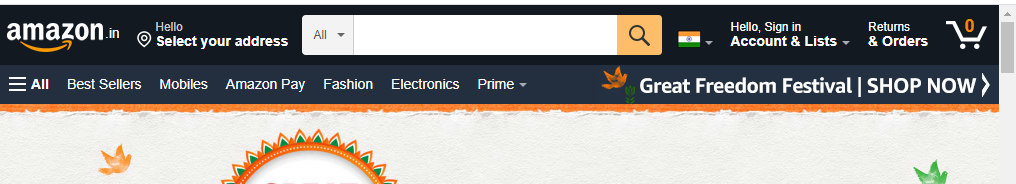 amazon.in
Hello
Select your address
All
Hello, Sign in
Account & Lists
Returns
& Orders
0
All
Best Sellers
Mobiles
Amazon Pay
Fashion
Electronics
Prime
Great Freedom Festival | SHOP NOW